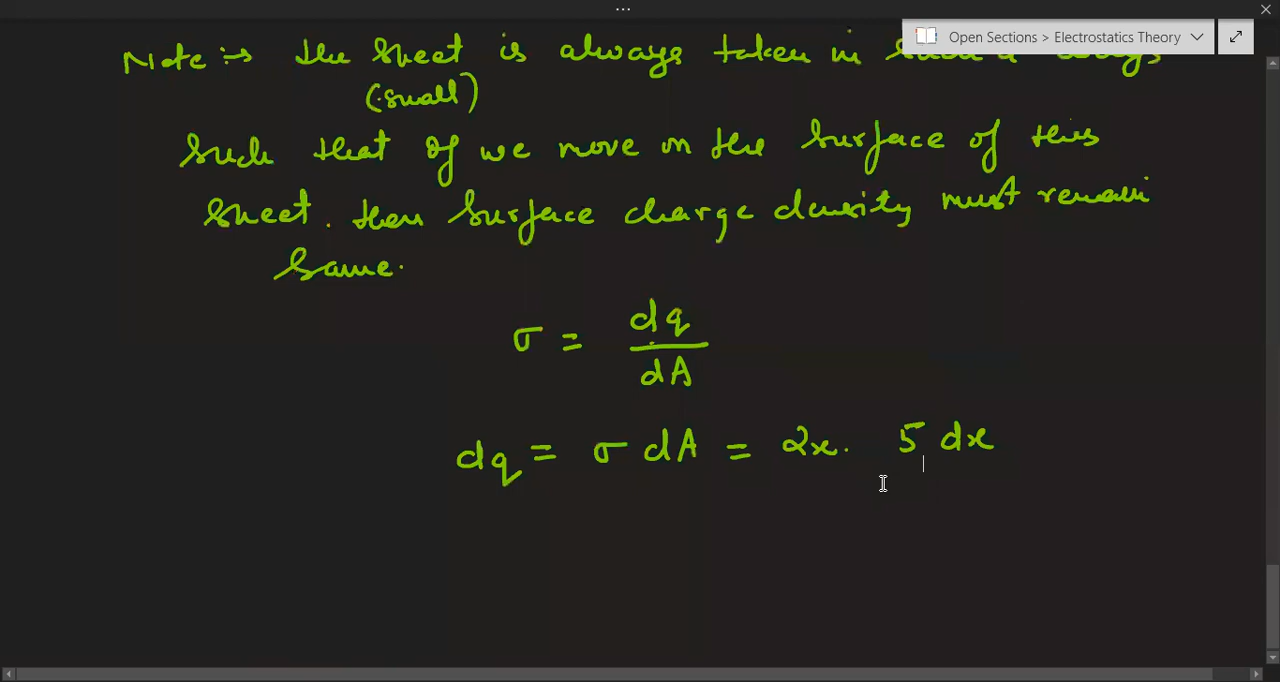 Open Sections > Electrostatics Theory
Note :→ the sheet is always taken in
(small)
such that if we move on the surface of this
sheet. then surface charge density must remain
same.
σ = dq / dA
dq = σ dA = 2x. 5 dx